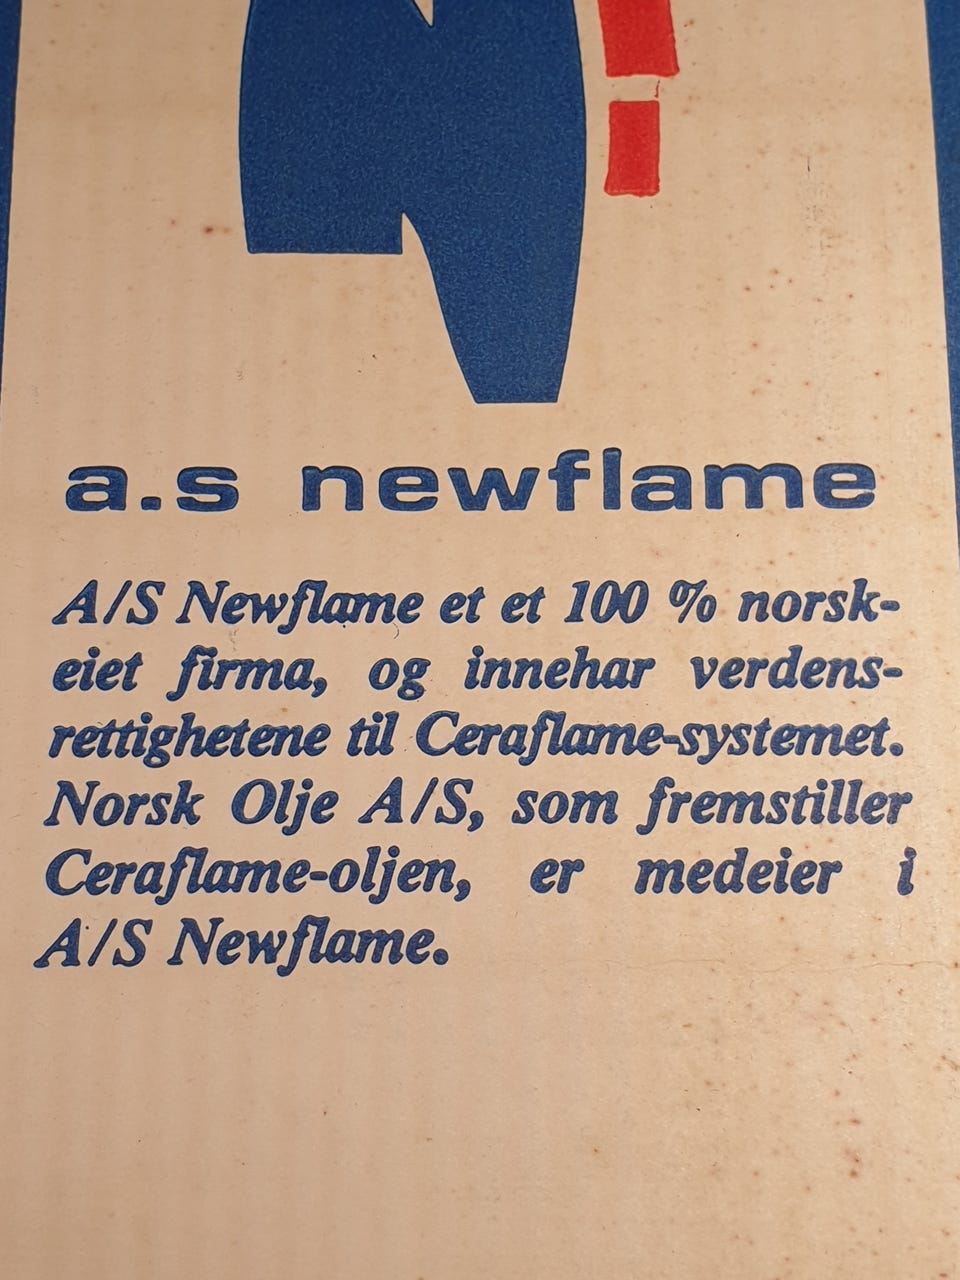 a.s newflame
A/S Newflame et et 100 % norsk-
eiet firma, og innehar verdens-
rettighetene til Ceraflame-systemet.
Norsk Olje A/S, som fremstiller
Ceraflame-oljen, er medeier i
A/S Newflame.